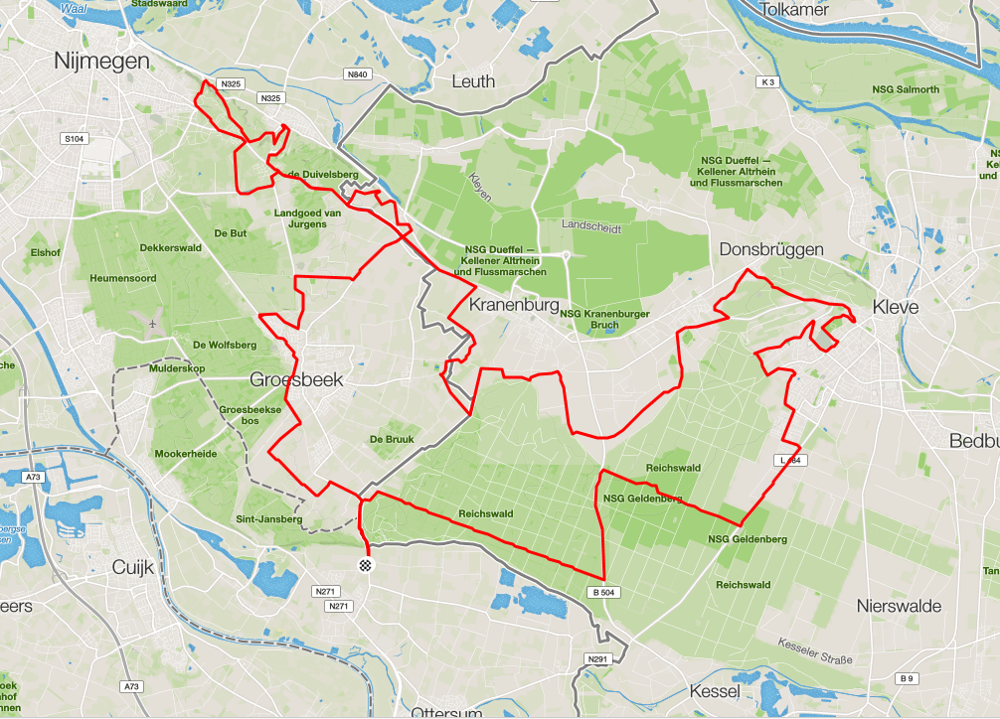 Stadswaard
Tolkamer
Waal
Nijmegen
N325
N840
Leuth
K 3
N325
NSG Salmorth
S104
NSG Dueffel –
Kellener Altrhein
und Flussmarschen
de Duivelsberg
Kleyen
Landgoed van
Jurgens
Landscheidt
De But
Dekkerswald
Elshof
Donsbrüggen
NSG Dueffel –
Kellener Altrhein
und Flussmarschen
Heumensoord
Kranenburg
Kleve
NSG Kranenburger
Bruch
De Wolfsberg
Mulderskop
Groesbeek
Groesbeekse
bos
De Bruuk
Bedbu
Mookerheide
L 484
Reichswald
A73
NSG Geldenberg
Reichswald
Sint-Jansberg
NSG Geldenberg
Cuijk
Reichswald
N271
B 504
N271
Nierswalde
eers
Kesseler Straße
N291
B 9
A73
Kessel
Ottersum